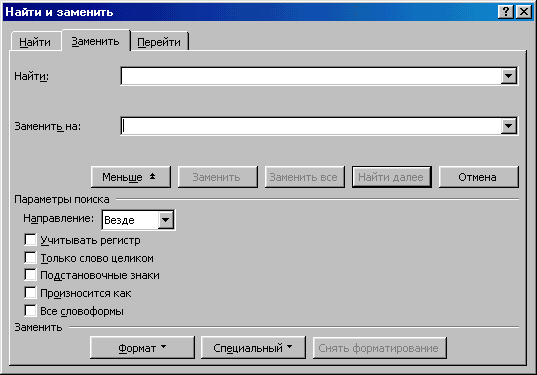 Найти и заменить
Найти Заменить Перейти
Найти:
Заменить на:
Меньше Заменить Заменить все Найти далее Отмена
Параметры поиска
Направление: Везде
Учитывать регистр
Только слово целиком
Подстановочные знаки
Произносится как
Все словоформы
Заменить
Формат Специальный Снять форматирование